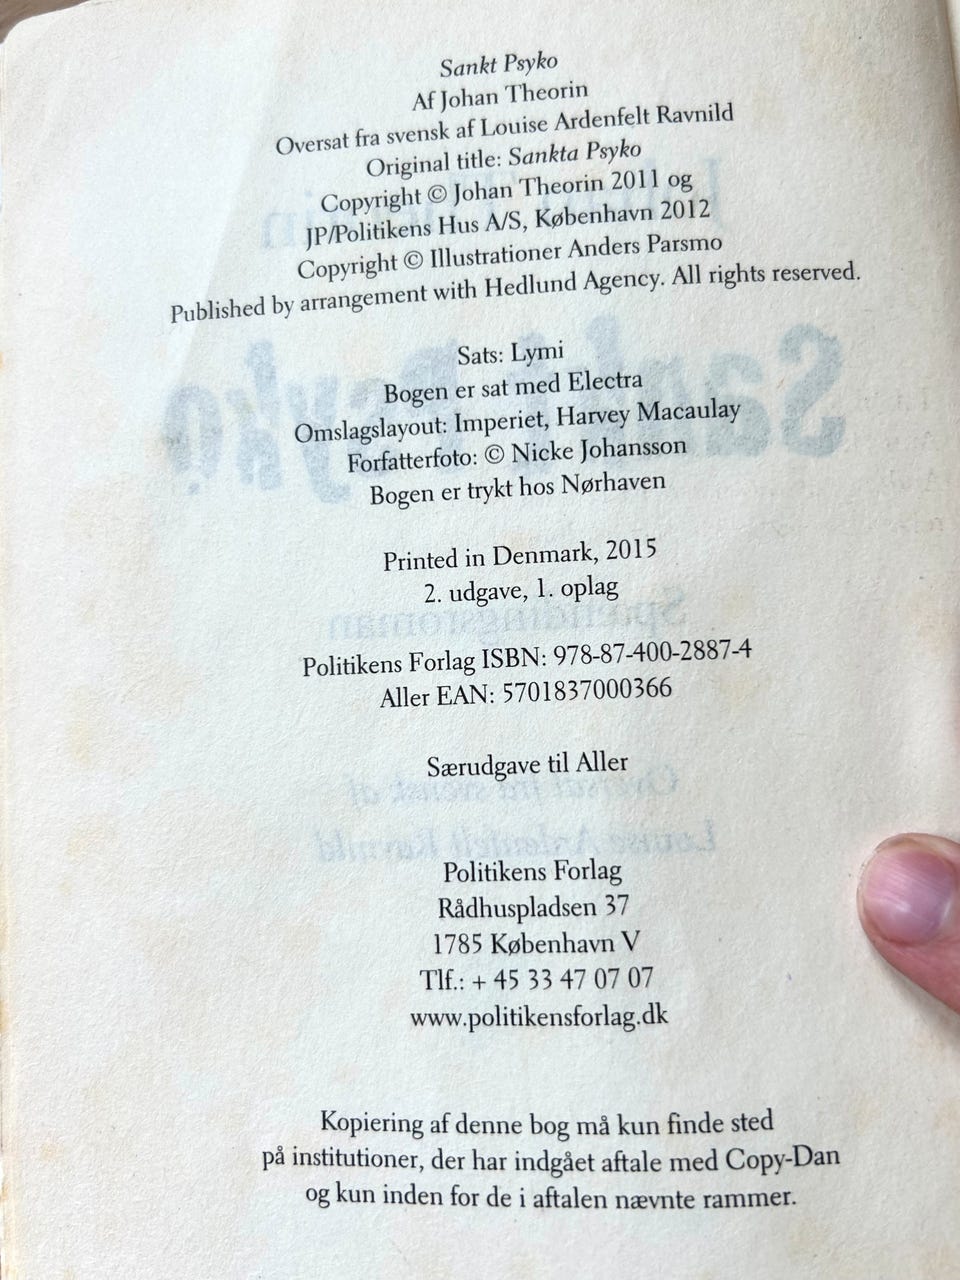 Sankt Psyko
Af Johan Theorin
Oversat fra svensk af Louise Ardenfelt Ravnild
Original title: Sankta Psyko
Copyright © Johan Theorin 2011 og
JP/Politikens Hus A/S, København 2012
Copyright © Illustrationer Anders Parsmo
Published by arrangement with Hedlund Agency. All rights reserved.
Sats: Lymi
Bogen er sat med Electra
Omslagslayout: Imperiet, Harvey Macaulay
Forfatterfoto: © Nicke Johansson
Bogen er trykt hos Nørhaven
Printed in Denmark, 2015
2. udgave, 1. oplag
Politikens Forlag ISBN: 978-87-400-2887-4
Aller EAN: 5701837000366
Særudgave til Aller
Politikens Forlag
Rådhuspladsen 37
1785 København V
Tlf.: + 45 33 47 07 07
www.politikensforlag.dk
Kopiering af denne bog må kun finde sted
på institutioner, der har indgået aftale med Copy-Dan
og kun inden for de i aftalen nævnte rammer.